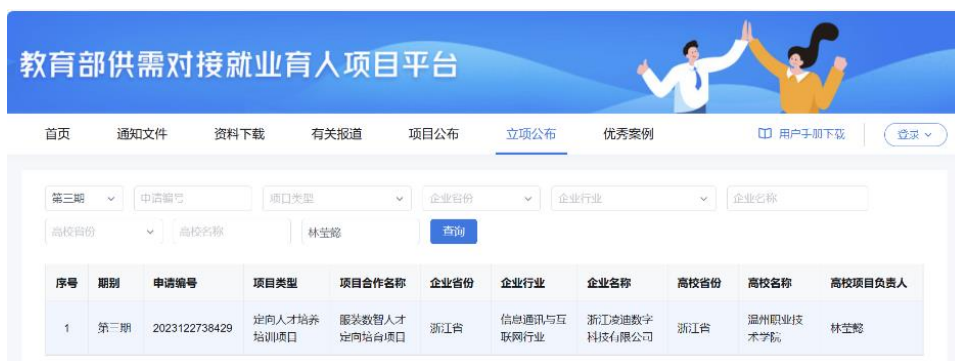 教育部供需对接就业育人项目平台
首页 通知文件 资料下载 有关报道 项目公布 立项公布 优秀案例 用户手册下载 登录
第三期 申请编号 项目类型 企业省份 企业行业 企业名称
高校省份 高校名称 林莹懿 查询
序号 期别 申请编号 项目类型 项目合作名称 企业省份 企业行业 企业名称 高校省份 高校名称 高校项目负责人
1 第三期 2023122738429 定向人才培养 服装数智人才 浙江省 信息通讯与互 浙江凌迪数字 浙江省 温州职业技 林莹懿
培训项目 定向培育项目 联网行业 科技有限公司 术学院